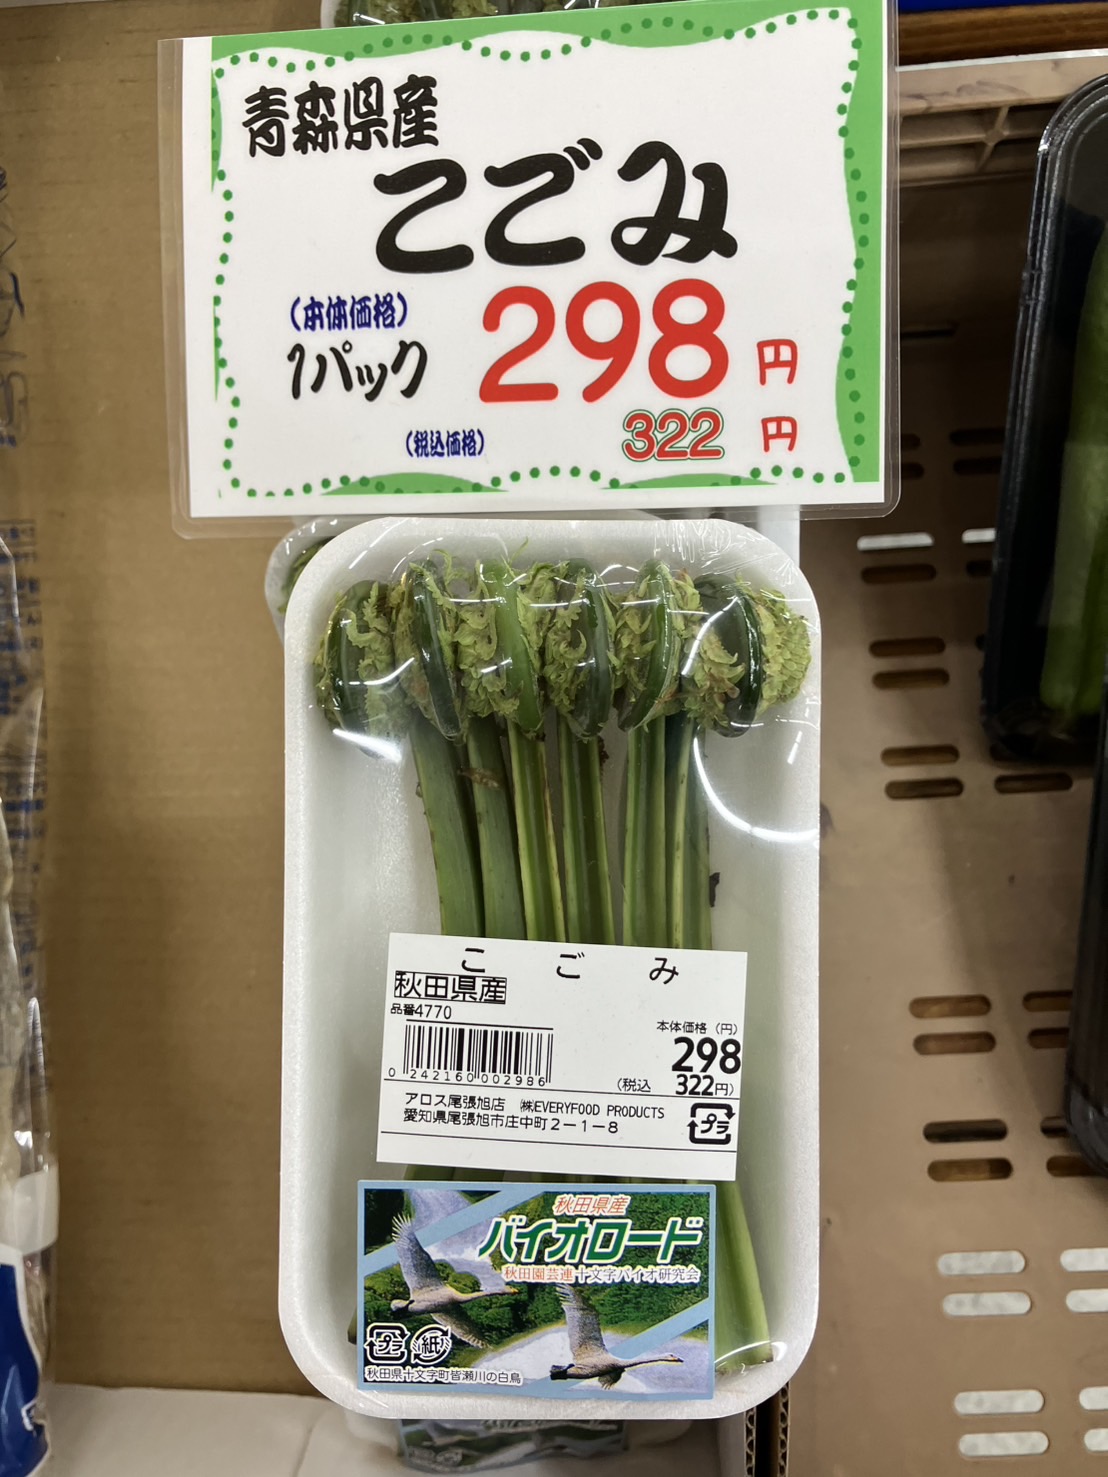 青森県産
こごみ
(本体価格)
1パック 298円
(税込価格) 322円
こごみ
秋田県産
品番4770
本体価格(円)
298
0 242160 002986
(税込 322円)
アロス尾張旭店 ㈱EVERYFOOD PRODUCTS
愛知県尾張旭市庄中町2-1-8
プラ
秋田県産
バイオロード
秋田園芸連十文字バイオ研究会
プラ 紙
秋田県十文字町皆瀬川の白鳥